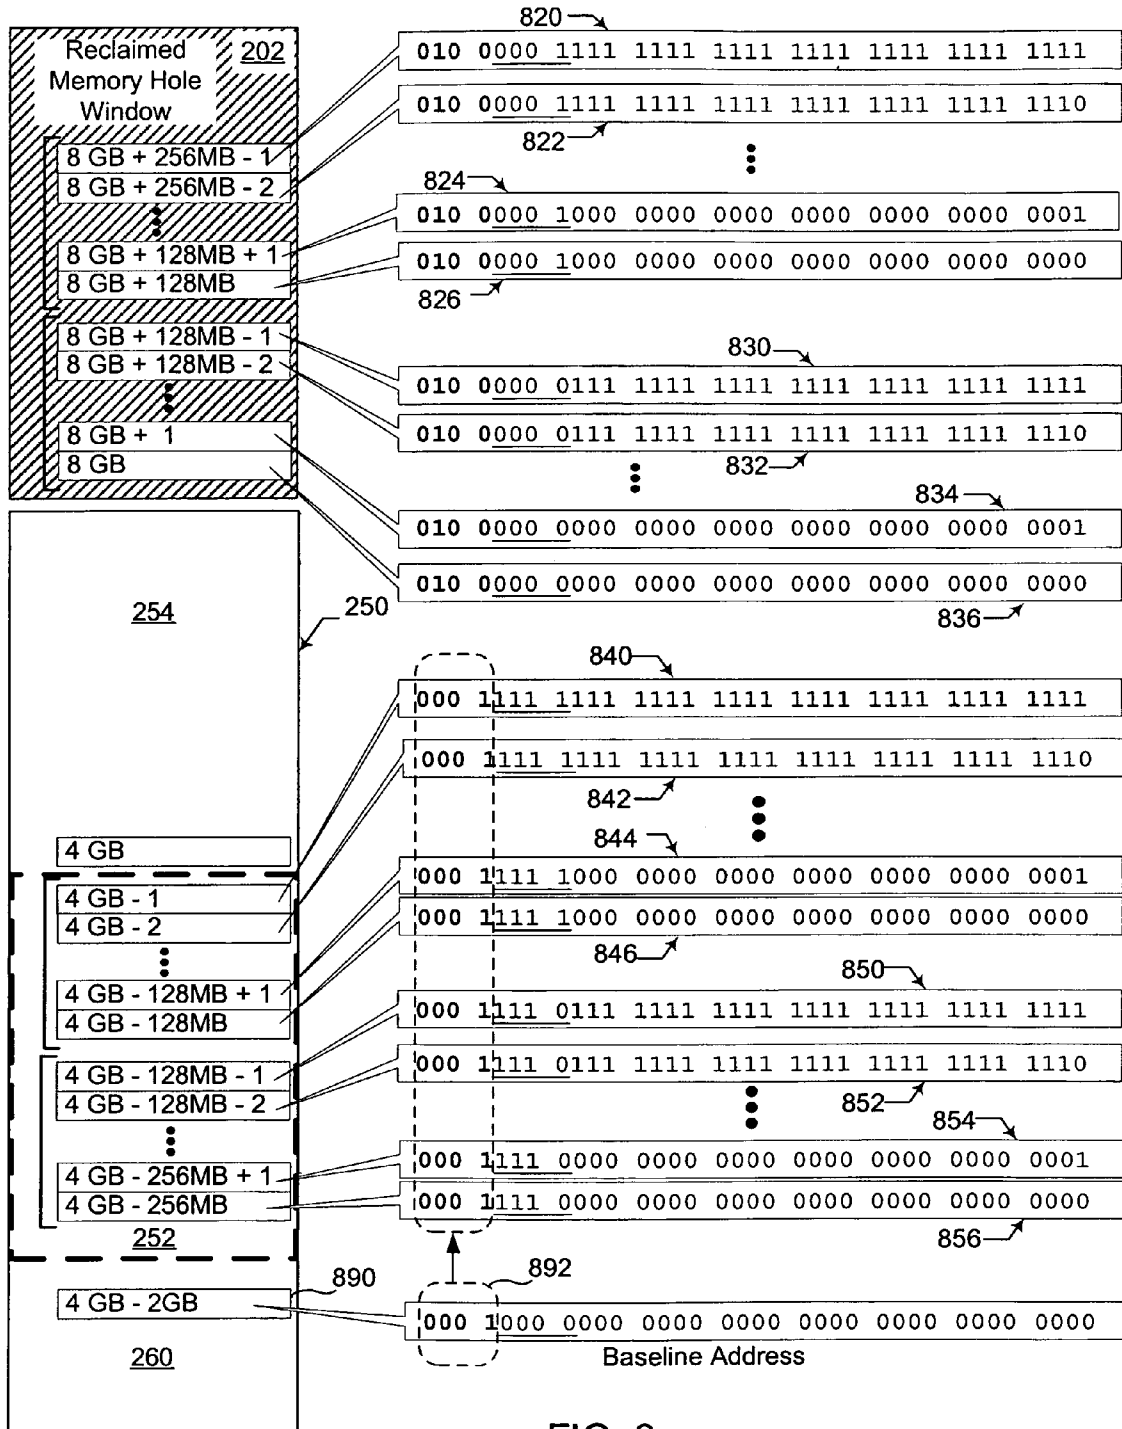 820
Reclaimed
Memory Hole
Window
202
010 0000 1111 1111 1111 1111 1111 1111 1111
010 0000 1111 1111 1111 1111 1111 1111 1110
822
8 GB + 256MB - 1
8 GB + 256MB - 2
824
010 0000 1000 0000 0000 0000 0000 0000 0001
8 GB + 128MB + 1
8 GB + 128MB
010 0000 1000 0000 0000 0000 0000 0000 0000
826
8 GB + 128MB - 1
8 GB + 128MB - 2
830
010 0000 0111 1111 1111 1111 1111 1111 1111
010 0000 0111 1111 1111 1111 1111 1111 1110
832
8 GB + 1
8 GB
834
010 0000 0000 0000 0000 0000 0000 0000 0001
010 0000 0000 0000 0000 0000 0000 0000 0000
836
254
250
840
000 1111 1111 1111 1111 1111 1111 1111 1111
000 1111 1111 1111 1111 1111 1111 1111 1110
842
844
4 GB
000 1111 1000 0000 0000 0000 0000 0000 0001
4 GB - 1
4 GB - 2
000 1111 1000 0000 0000 0000 0000 0000 0000
846
850
4 GB - 128MB + 1
4 GB - 128MB
000 1111 0111 1111 1111 1111 1111 1111 1111
4 GB - 128MB - 1
4 GB - 128MB - 2
000 1111 0111 1111 1111 1111 1111 1111 1110
852
854
4 GB - 256MB + 1
4 GB - 256MB
000 1111 0000 0000 0000 0000 0000 0000 0001
000 1111 0000 0000 0000 0000 0000 0000 0000
252
856
890
892
4 GB - 2GB
000 1000 0000 0000 0000 0000 0000 0000 0000
260
Baseline Address